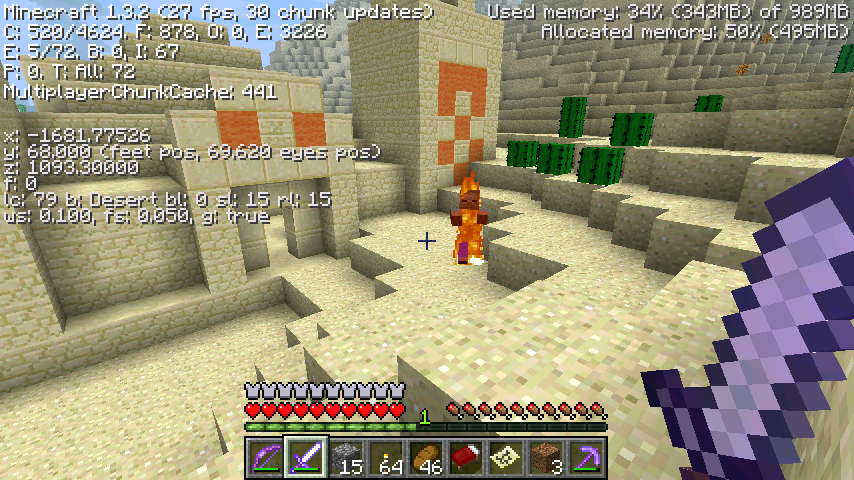 Minecraft 1.3.2 (27 fps, 30 chunk updates)
Used memory: 34% (343MB) of 989MB
C: 520/4624, F: 878, O: 0, E: 3226
Allocated memory: 50% (495MB)
E: 5/72, B: 0, I: 67
P: 0, T: All: 72
MultiplayerChunkCache: 441
x: -1681.77526
y: 68.000 (feet pos, 69.620 eyes pos)
z: 1093.30000
f: 0
lc: 79 b: Desert bl: 0 sl: 15 rl: 15
ws: 0.100, fs: 0.050, g: true
1
15 64 46 3